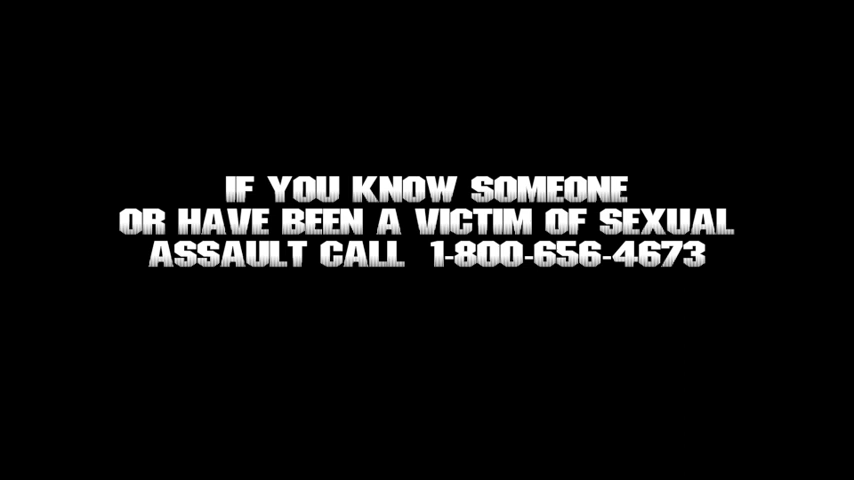 IF YOU KNOW SOMEONE
OR HAVE BEEN A VICTIM OF SEXUAL
ASSAULT CALL 1-800-656-4673